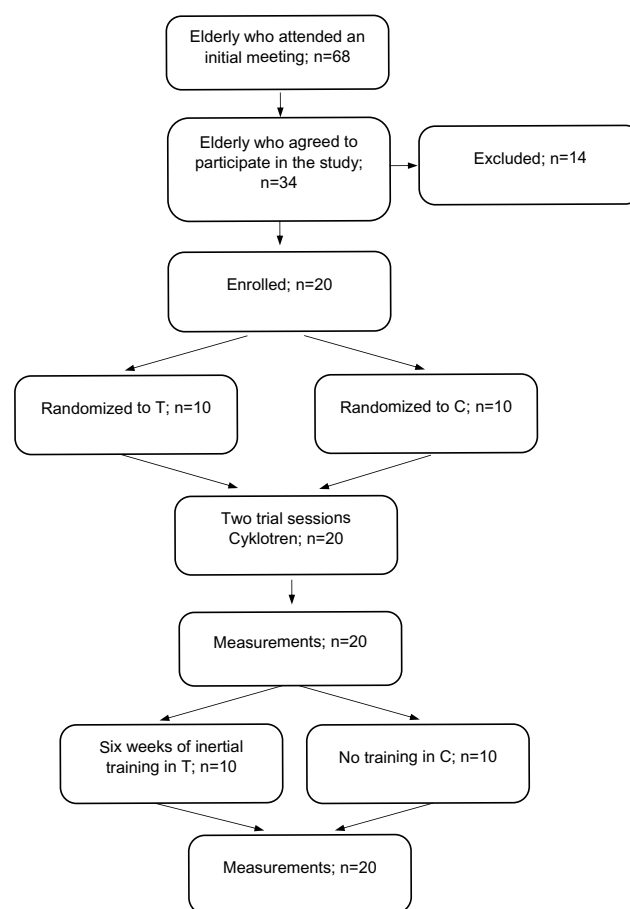 Elderly who attended an
initial meeting; n=68
Elderly who agreed to
participate in the study;
n=34
Excluded; n=14
Enrolled; n=20
Randomized to T; n=10
Randomized to C; n=10
Two trial sessions
Cyklotren; n=20
Measurements; n=20
Six weeks of inertial
training in T; n=10
No training in C; n=10
Measurements; n=20